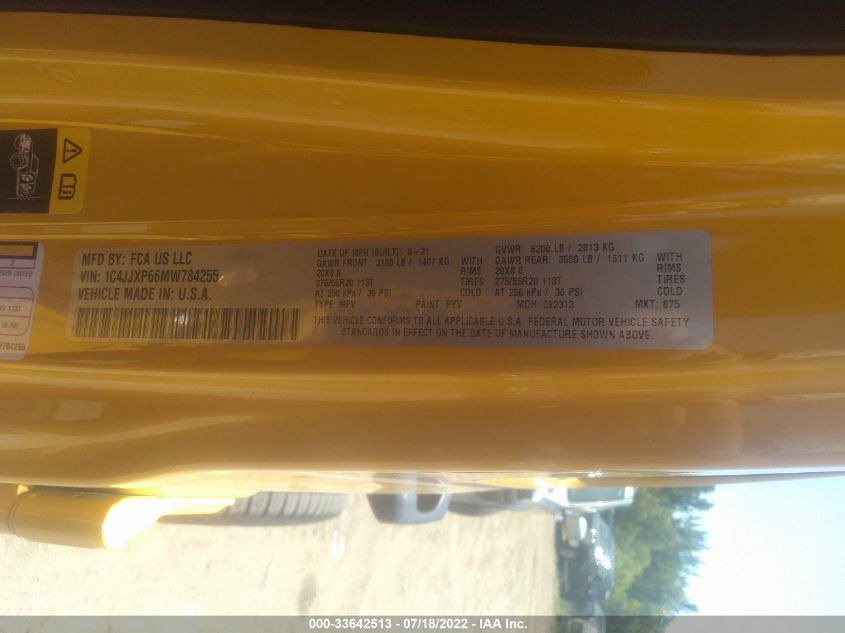 MFD BY: FCA US LLC
VIN: 1C4JJXP66MW784255
VEHICLE MADE IN U.S.A.
DATE OF MFR (BUILT): 8-21
GVWR: 6200 LB / 2813 KG
GAWR FRONT: 3100 LB / 1407 KG WITH
GAWR REAR: 3550 LB / 1611 KG WITH
20X8.0 RIMS
20X8.0 RIMS
275/55R20 113T TIRES
275/55R20 113T TIRES
AT 250 kPa / 36 PSI COLD
AT 250 kPa / 36 PSI COLD
TYPE: MPV PAINT: PYV MDH: 082313 MKT: 875
THIS VEHICLE CONFORMS TO ALL APPLICABLE U.S.A. FEDERAL MOTOR VEHICLE SAFETY
STANDARDS IN EFFECT ON THE DATE OF MANUFACTURE SHOWN ABOVE.
113T
PSI
000-33642513 / 07/18/2022 / IAA Inc.